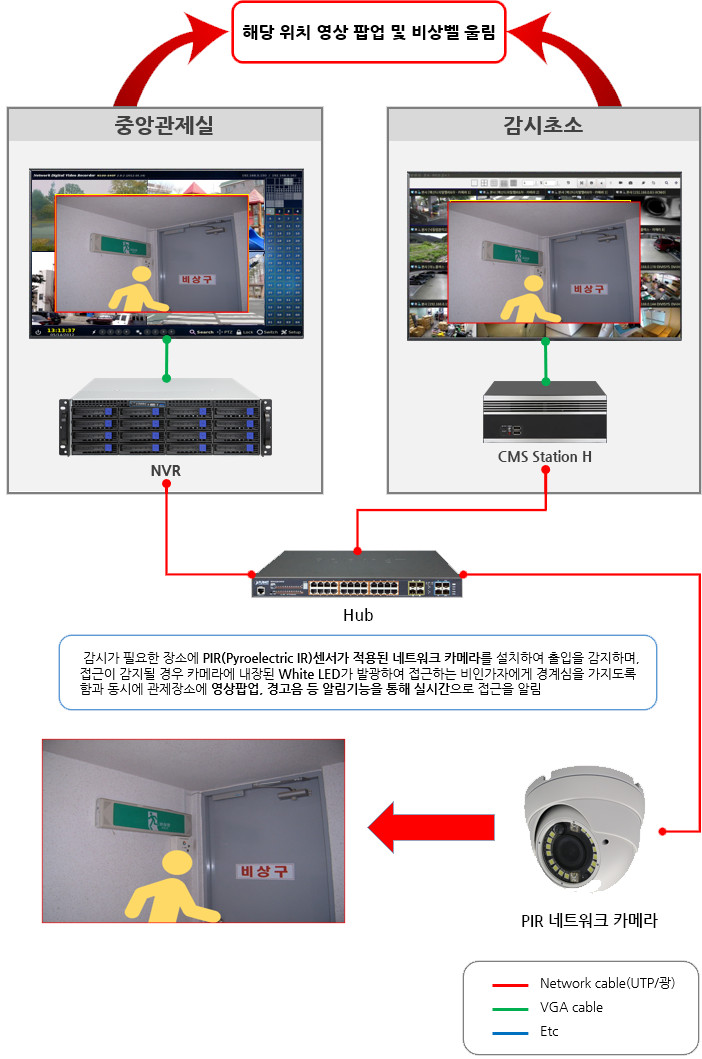 해당 위치 영상 팝업 및 비상벨 울림
중앙관제실
감시초소
Network Digital Video Recorder
비상구
13:13:37
Search
PTZ
Lock
Switch
Setup
비상구
NVR
CMS Station H
Hub
감시가 필요한 장소에 PIR(Pyroelectric IR)센서가 적용된 네트워크 카메라를 설치하여 출입을 감지하며,
접근이 감지될 경우 카메라에 내장된 White LED가 발광하여 접근하는 비인가자에게 경계심을 가지도록
함과 동시에 관제장소에 영상팝업, 경고음 등 알림기능을 통해 실시간으로 접근을 알림
비상구
PIR 네트워크 카메라
Network cable(UTP/광)
VGA cable
Etc